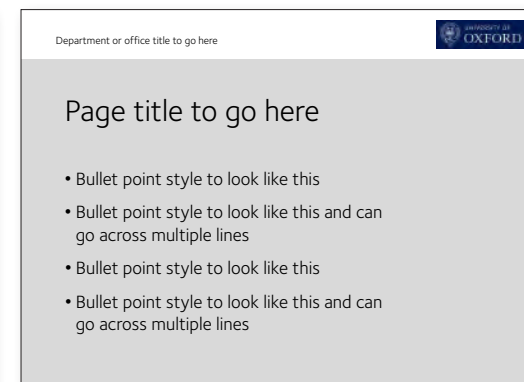 Department or office title to go here
UNIVERSITY OF
OXFORD
Page title to go here
• Bullet point style to look like this
• Bullet point style to look like this and can
go across multiple lines
• Bullet point style to look like this
• Bullet point style to look like this and can
go across multiple lines